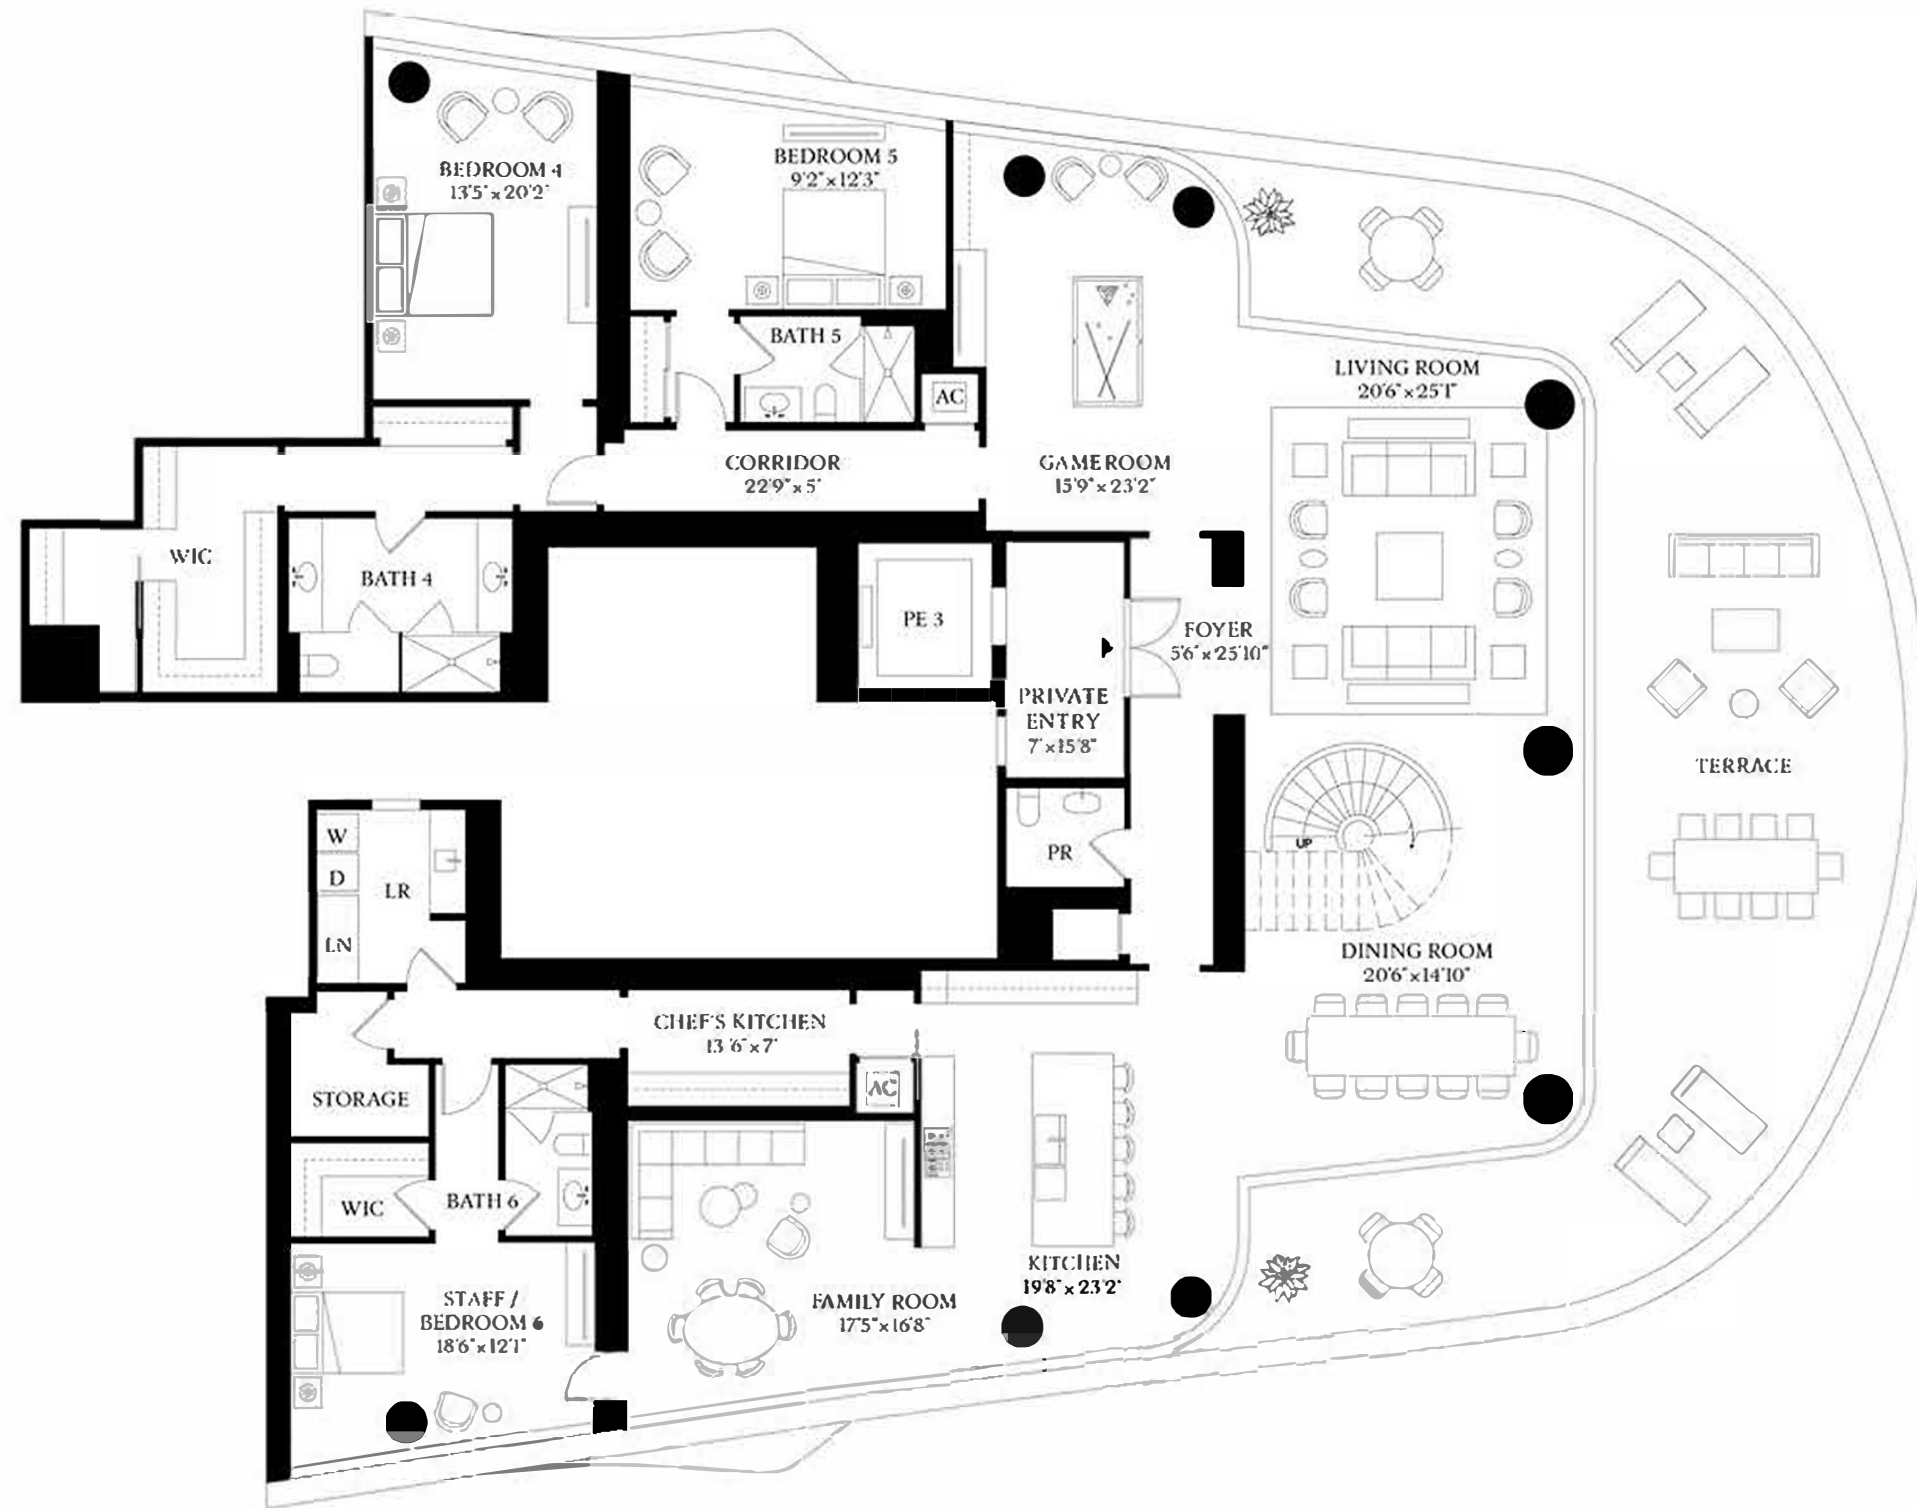 BEDROOM 4
13'5" x 20'2"
BEDROOM 5
9'2" x 12'3"
BATH 5
AC
LIVING ROOM
20'6" x 25'1"
CORRIDOR
22'9" x 5'
GAME ROOM
15'9" x 23'2"
WIC
BATH 4
PE 3
FOYER
5'6" x 25'10"
PRIVATE
ENTRY
7' x 15'8"
TERRACE
W
D
LR
LN
PR
UP
DINING ROOM
20'6" x 14'10"
CHEF'S KITCHEN
13'6" x 7'
AC
STORAGE
WIC
BATH 6
KITCHEN
19'8" x 23'2"
STAFF /
BEDROOM 6
18'6" x 12'1"
FAMILY ROOM
17'5" x 16'8"